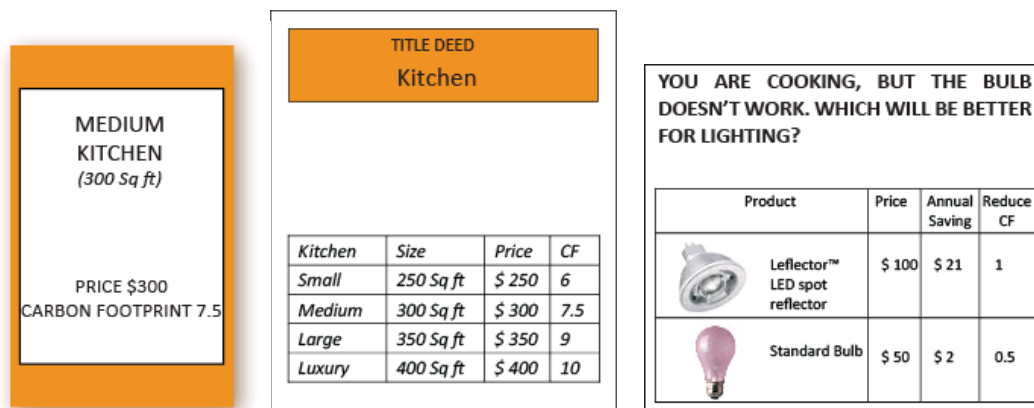 MEDIUM
KITCHEN
(300 Sq ft)
PRICE $300
CARBON FOOTPRINT 7.5
TITLE DEED
Kitchen
Kitchen Size Price CF
Small 250 Sq ft $ 250 6
Medium 300 Sq ft $ 300 7.5
Large 350 Sq ft $ 350 9
Luxury 400 Sq ft $ 400 10
YOU ARE COOKING, BUT THE BULB
DOESN'T WORK. WHICH WILL BE BETTER
FOR LIGHTING?
Product Price Annual Reduce
Saving CF
Leflector™ $ 100 $ 21 1
LED spot
reflector
Standard Bulb $ 50 $ 2 0.5